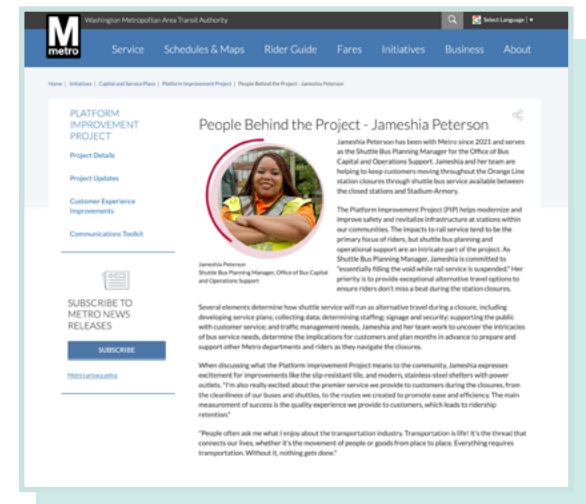 Washington Metropolitan Area Transit Authority
Select Language | ▼
M
metro
Service Schedules & Maps Rider Guide Fares Initiatives Business About
Home | Initiatives | Capital and Service Plans | Platform Improvement Project | People Behind the Project - Jameshia Peterson
PLATFORM
IMPROVEMENT
PROJECT
Project Details
Project Updates
Customer Experience
Improvements
Communications Toolkit
SUBSCRIBE TO
METRO NEWS
RELEASES
SUBSCRIBE
Metro's privacy policy
People Behind the Project - Jameshia Peterson
Jameshia Peterson has been with Metro since 2021 and serves
as the Shuttle Bus Planning Manager for the Office of Bus
Capital and Operations Support. Jameshia and her team are
helping to keep customers moving throughout the Orange Line
station closures through shuttle bus service available between
the closed stations and Stadium-Armory.
The Platform Improvement Project (PIP) helps modernize and
improve safety and revitalize infrastructure at stations within
our communities. The impacts to rail service tend to be the
primary focus of riders, but shuttle bus planning and
operational support are an intricate part of the project. As
Shuttle Bus Planning Manager, Jameshia is committed to
"essentially filling the void while rail service is suspended." Her
priority is to provide exceptional alternative travel options to
ensure riders don't miss a beat during the station closures.
Jameshia Peterson
Shuttle Bus Planning Manager, Office of Bus Capital
and Operations Support
Several elements determine how shuttle service will run as alternative travel during a closure, including
developing service plans; collecting data; determining staffing; signage and security; supporting the public
with customer service; and traffic management needs. Jameshia and her team work to uncover the intricacies
of bus service needs, determine the implications for customers and plan months in advance to prepare and
support other Metro departments and riders as they navigate the closures.
When discussing what the Platform Improvement Project means to the community, Jameshia expresses
excitement for improvements like the slip-resistant tile, and modern, stainless-steel shelters with power
outlets. "I'm also really excited about the premier service we provide to customers during the closures, from
the cleanliness of our buses and shuttles, to the routes we created to promote ease and efficiency. The main
measurement of success is the quality experience we provide to customers, which leads to ridership
retention."
"People often ask me what I enjoy about the transportation industry. Transportation is life! It's the thread that
connects our lives, whether it's the movement of people or goods from place to place. Everything requires
transportation. Without it, nothing gets done."